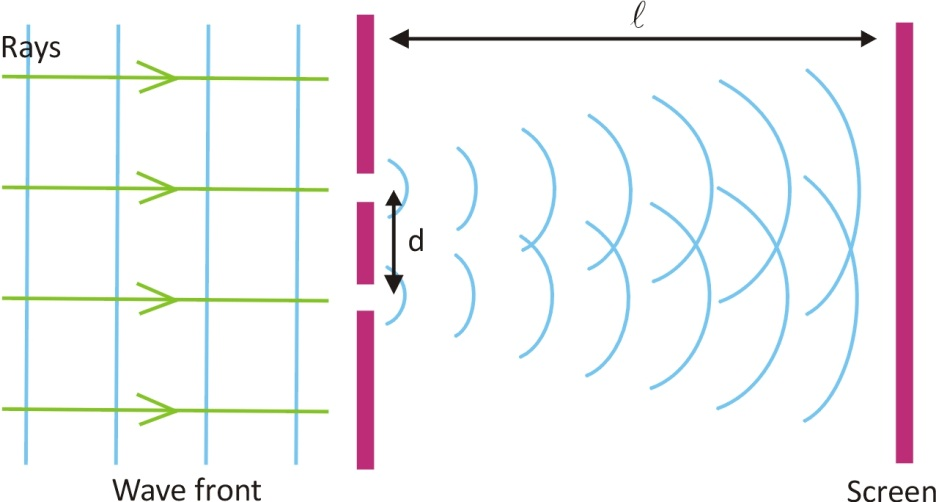 ℓ
Rays
d
Wave front
Screen